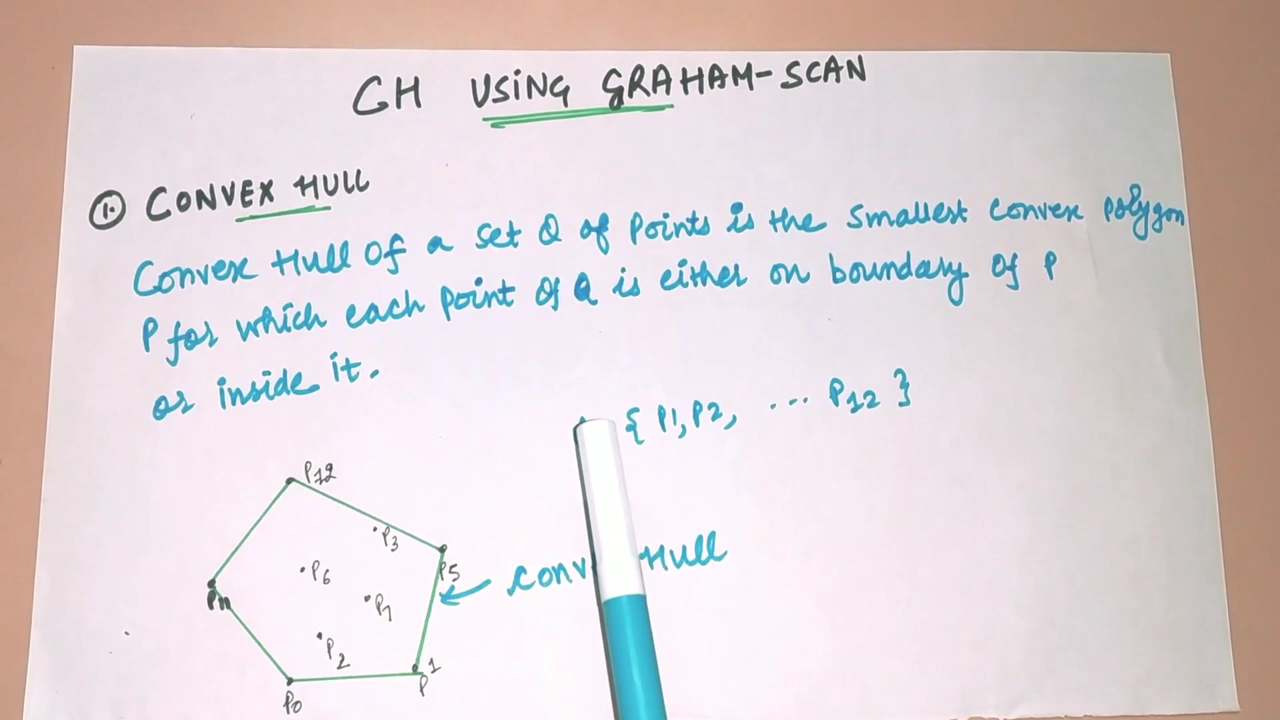 CH USING GRAHAM-SCAN
1. CONVEX HULL
Convex Hull of a set Q of Points is the smallest convex polygon
P for which each point of Q is either on boundary of P
or inside it.
{ P1, P2, ... P12 }
P12
P3
P5
P6
P11
P7
P2
P1
P0
Hull